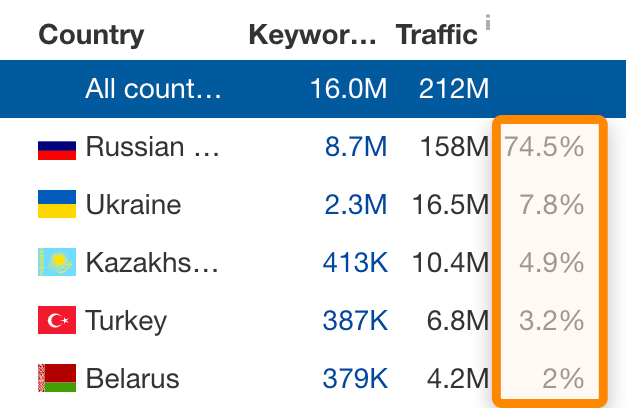 Country Keywor… Traffic i
All count… 16.0M 212M
Russian … 8.7M 158M 74.5%
Ukraine 2.3M 16.5M 7.8%
Kazakhs… 413K 10.4M 4.9%
Turkey 387K 6.8M 3.2%
Belarus 379K 4.2M 2%